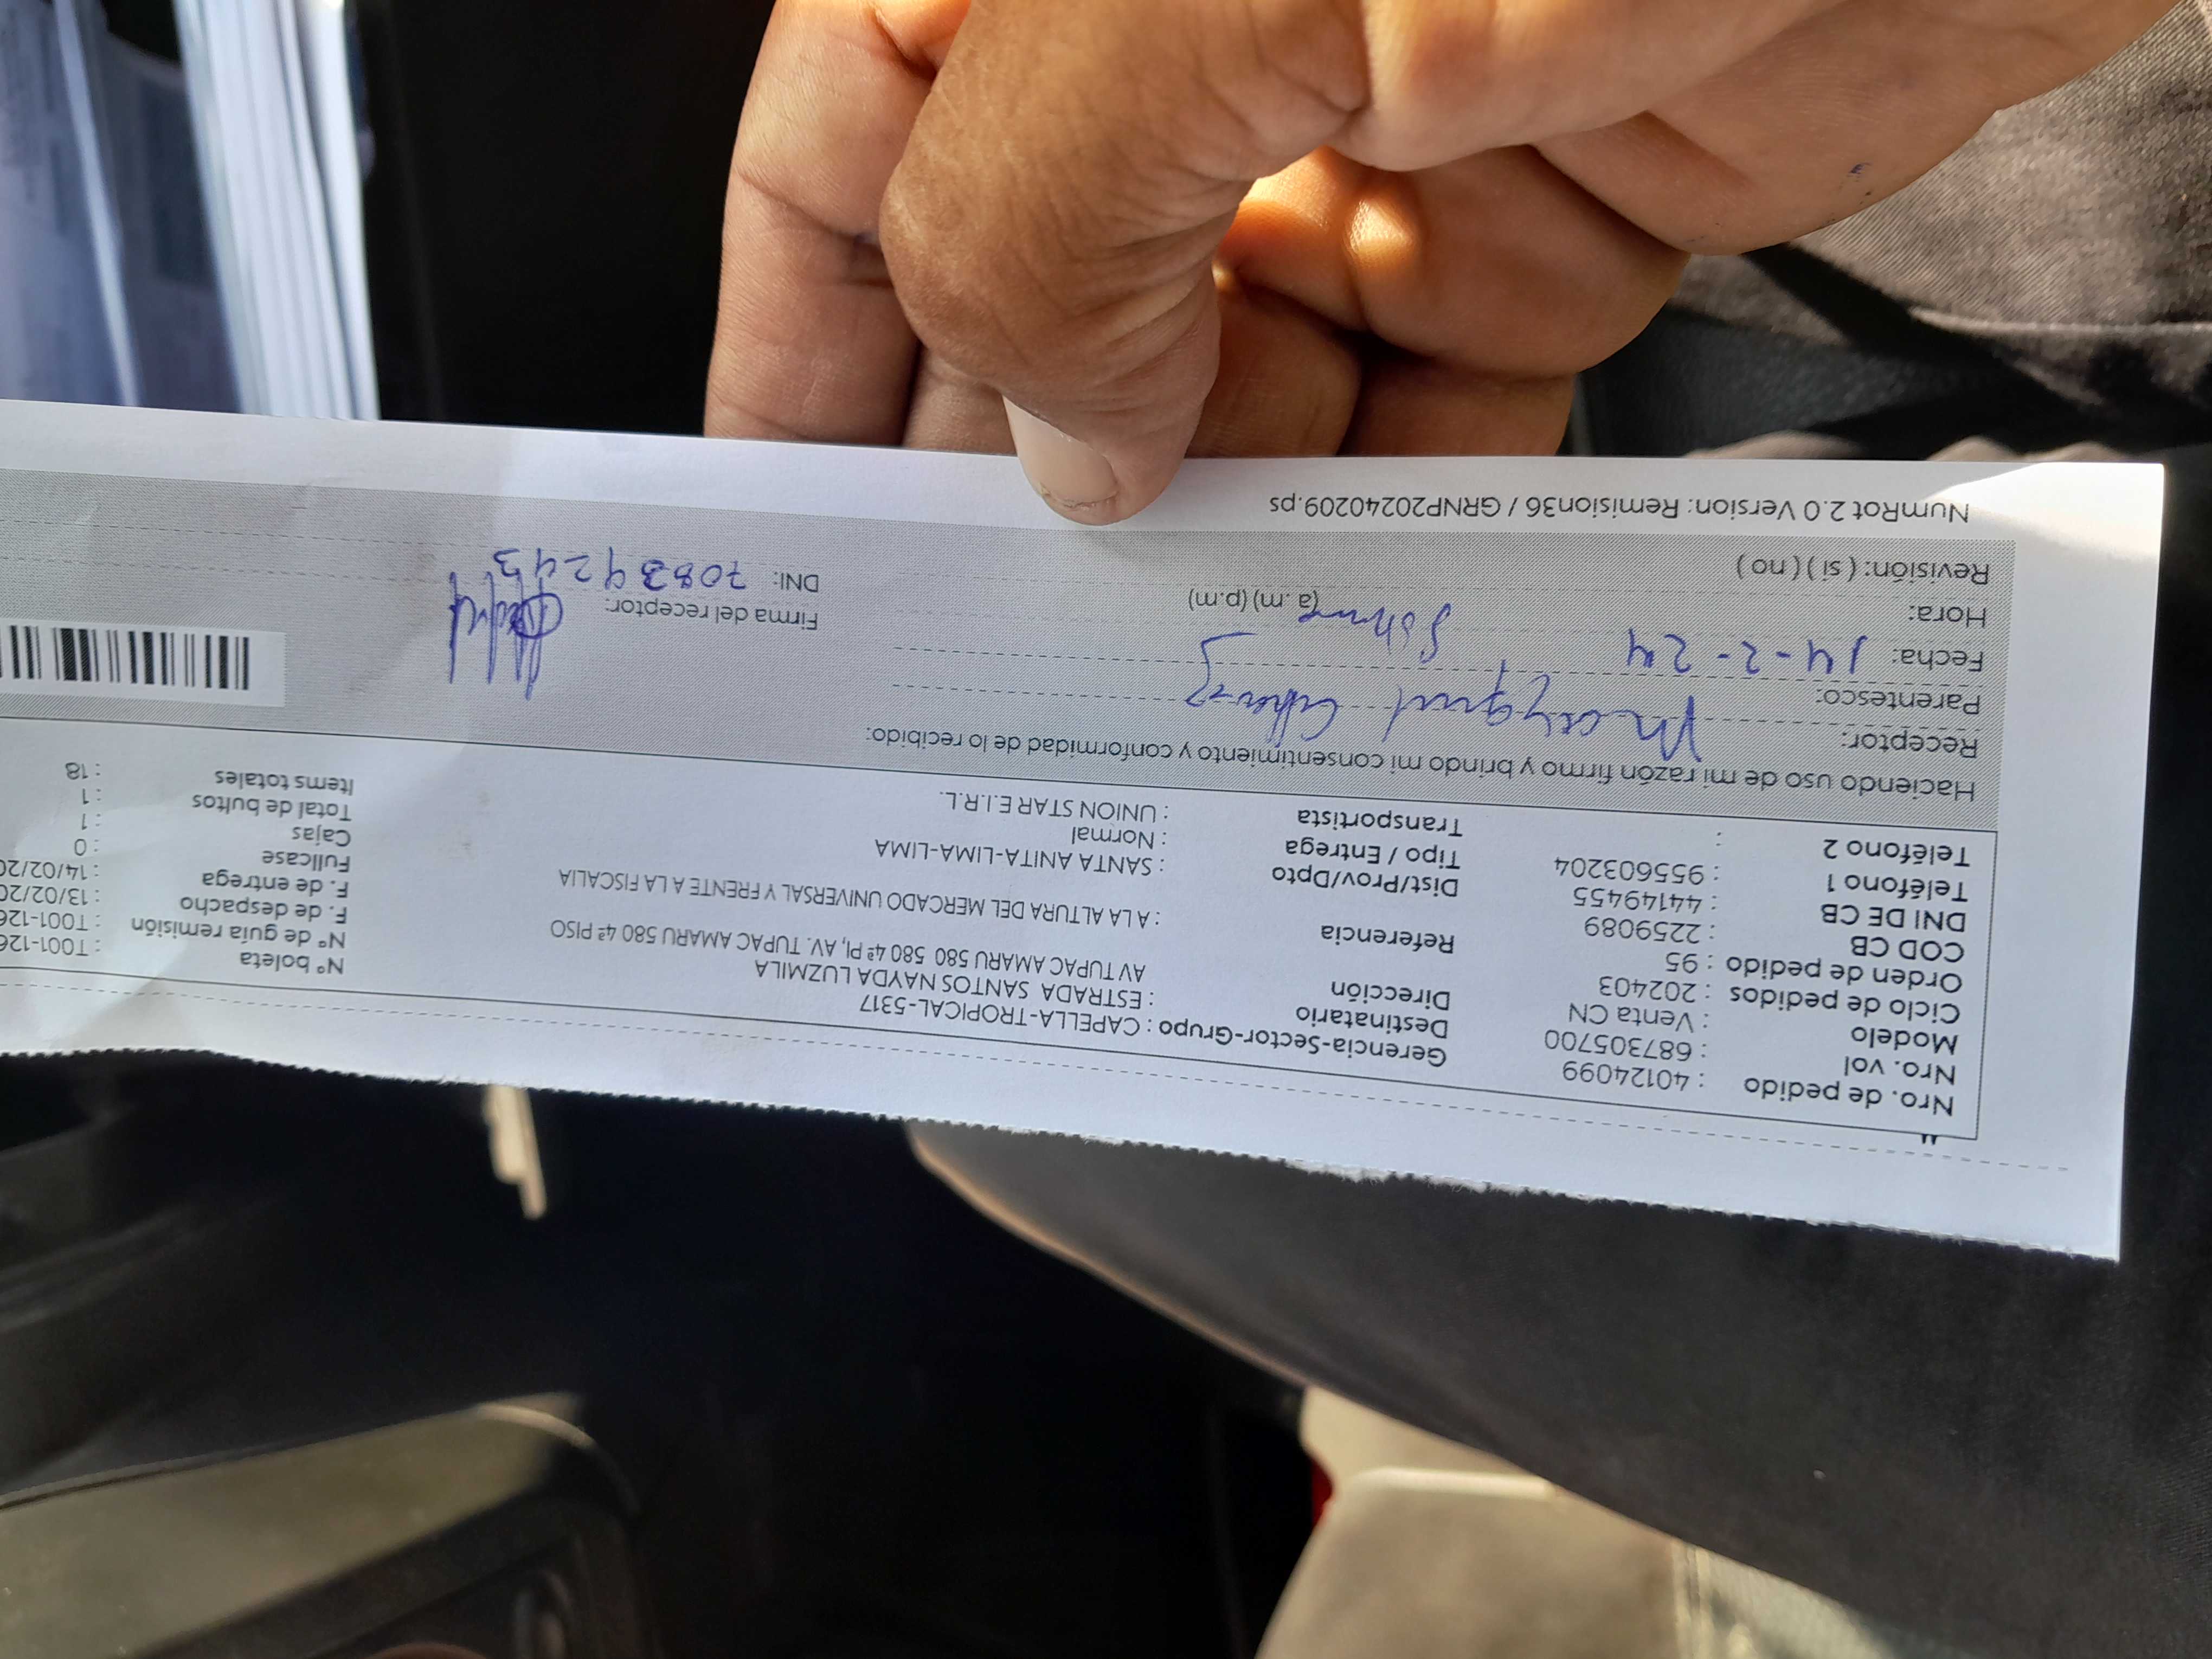 Nro. de pedido : 40124099
Nro. vol : 687305700
Modelo : Venta CN
Ciclo de pedidos : 202403
Orden de pedido : 95
COD CB : 2259089
DNI DE CB : 44149455
Teléfono 1 : 955603204
Teléfono 2 :
Gerencia-Sector-Grupo : CAPELLA-TROPICAL-5317
Destinatario : ESTRADA SANTOS NAYDA LUZMILA
Dirección AV TUPAC AMARU 580 580 4ª PI, AV. TUPAC AMARU 580 4ª PISO
Referencia : A LA ALTURA DEL MERCADO UNIVERSAL Y FRENTE A LA FISCALIA
Dist/Prov/Dpto : SANTA ANITA-LIMA-LIMA
Tipo / Entrega : Normal
Transportista : UNION STAR E.I.R.L.
Nº boleta : T001-126
Nº de guía remisión : T001-126
F. de despacho : 13/02/20
F. de entrega : 14/02/20
Fullcase : 0
Cajas : 1
Total de bultos : 1
Items totales : 18
Haciendo uso de mi razón firmo y brindo mi consentimiento y conformidad de lo recibido:
Receptor:
Parentesco:
Fecha: 14-2-24
Hora: (a.m) (p.m)
Revisión: ( si ) ( no )
Firma del receptor:
DNI: 70839243
NumRot 2.0 Version: Remision36 / GRNP20240209.ps